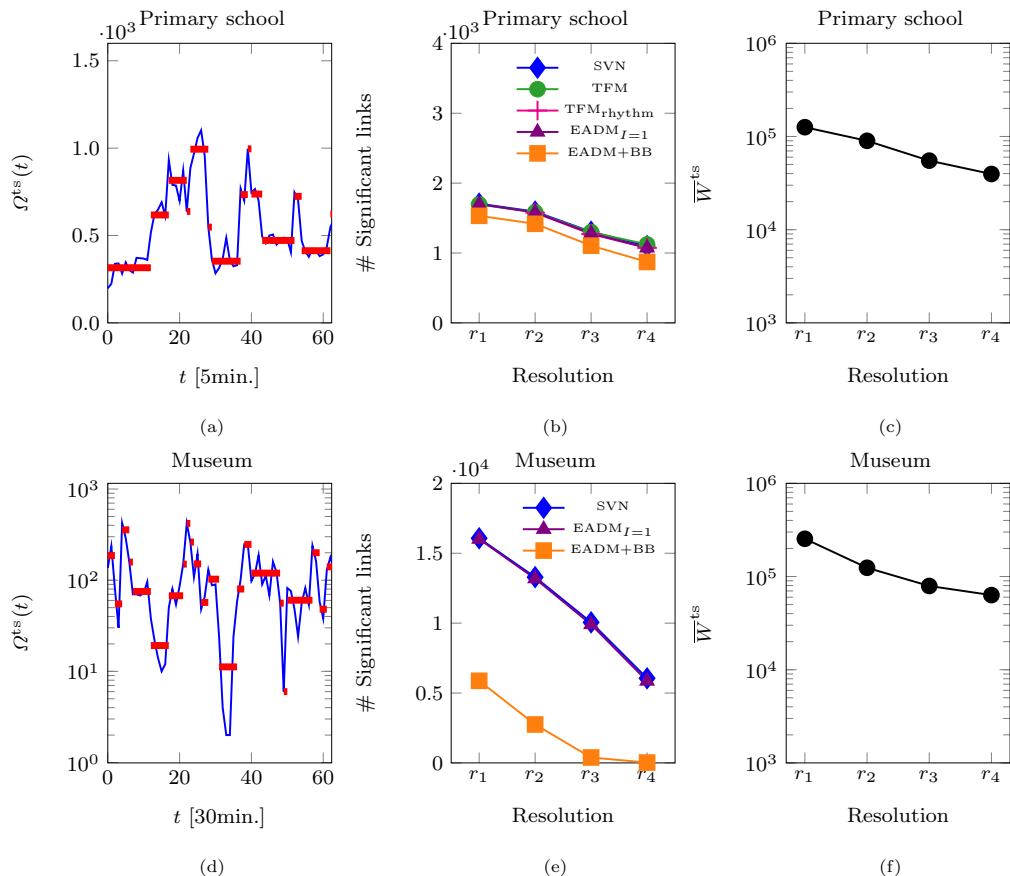 Primary school
·10³
1.5
1.0
0.5
0.0
0 20 40 60
Ωᵗˢ(t)
t [5min.]
(a)
Primary school
·10³
4
3
2
1
0
r₁ r₂ r₃ r₄
# Significant links
SVN
TFM
TFM_rhythm
EADM_I=1
EADM+BB
Resolution
(b)
Primary school
10⁶
10⁵
10⁴
10³
r₁ r₂ r₃ r₄
W̅ᵗˢ
Resolution
(c)
Museum
10³
10²
10¹
10⁰
0 20 40 60
Ωᵗˢ(t)
t [30min.]
(d)
Museum
·10⁴
2
1.5
1
0.5
0
r₁ r₂ r₃ r₄
# Significant links
SVN
EADM_I=1
EADM+BB
Resolution
(e)
Museum
10⁶
10⁵
10⁴
10³
r₁ r₂ r₃ r₄
W̅ᵗˢ
Resolution
(f)